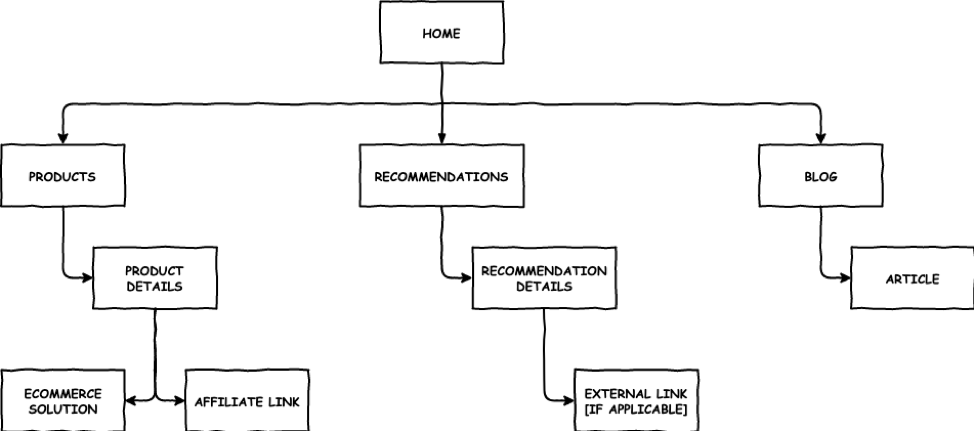 HOME
PRODUCTS
RECOMMENDATIONS
BLOG
PRODUCT
DETAILS
RECOMMENDATION
DETAILS
ARTICLE
ECOMMERCE
SOLUTION
AFFILIATE LINK
EXTERNAL LINK
[IF APPLICABLE]